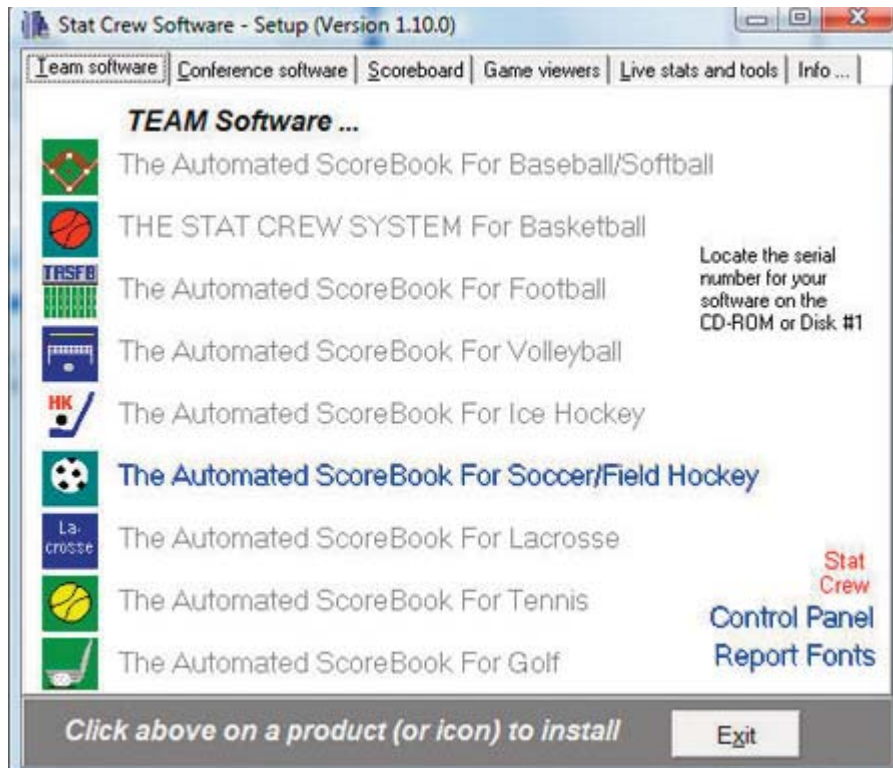 Stat Crew Software - Setup (Version 1.10.0)
Team software Conference software Scoreboard Game viewers Live stats and tools Info ...
TEAM Software ...
The Automated ScoreBook For Baseball/Softball
THE STAT CREW SYSTEM For Basketball
Locate the serial
number for your
software on the
CD-ROM or Disk #1
TASFB
The Automated ScoreBook For Football
The Automated ScoreBook For Volleyball
HK
The Automated ScoreBook For Ice Hockey
The Automated ScoreBook For Soccer/Field Hockey
La-
crosse
The Automated ScoreBook For Lacrosse
The Automated ScoreBook For Tennis
The Automated ScoreBook For Golf
Stat
Crew
Control Panel
Report Fonts
Click above on a product (or icon) to install
Exit